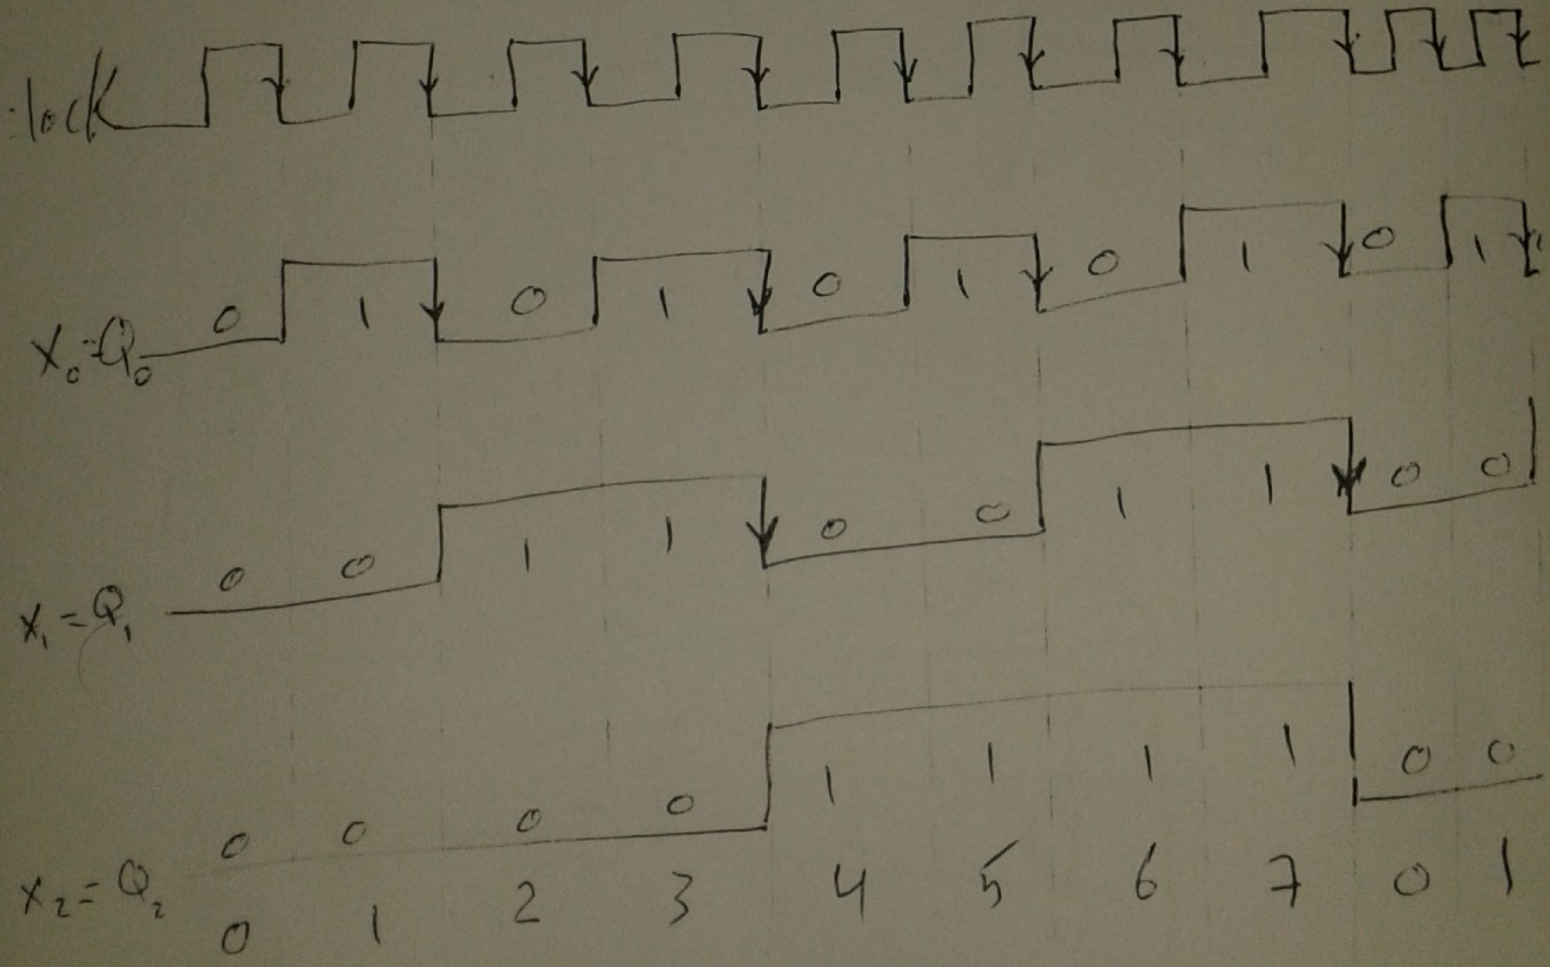 :lock
0 1 0 1 0 1 0 1 0 1
X₀=Q₀
0 0 1 1 0 0 1 1 0 0
X₁=Q₁
0 0 0 0 1 1 1 1 0 0
X₂=Q₂
0 1 2 3 4 5 6 7 0 1